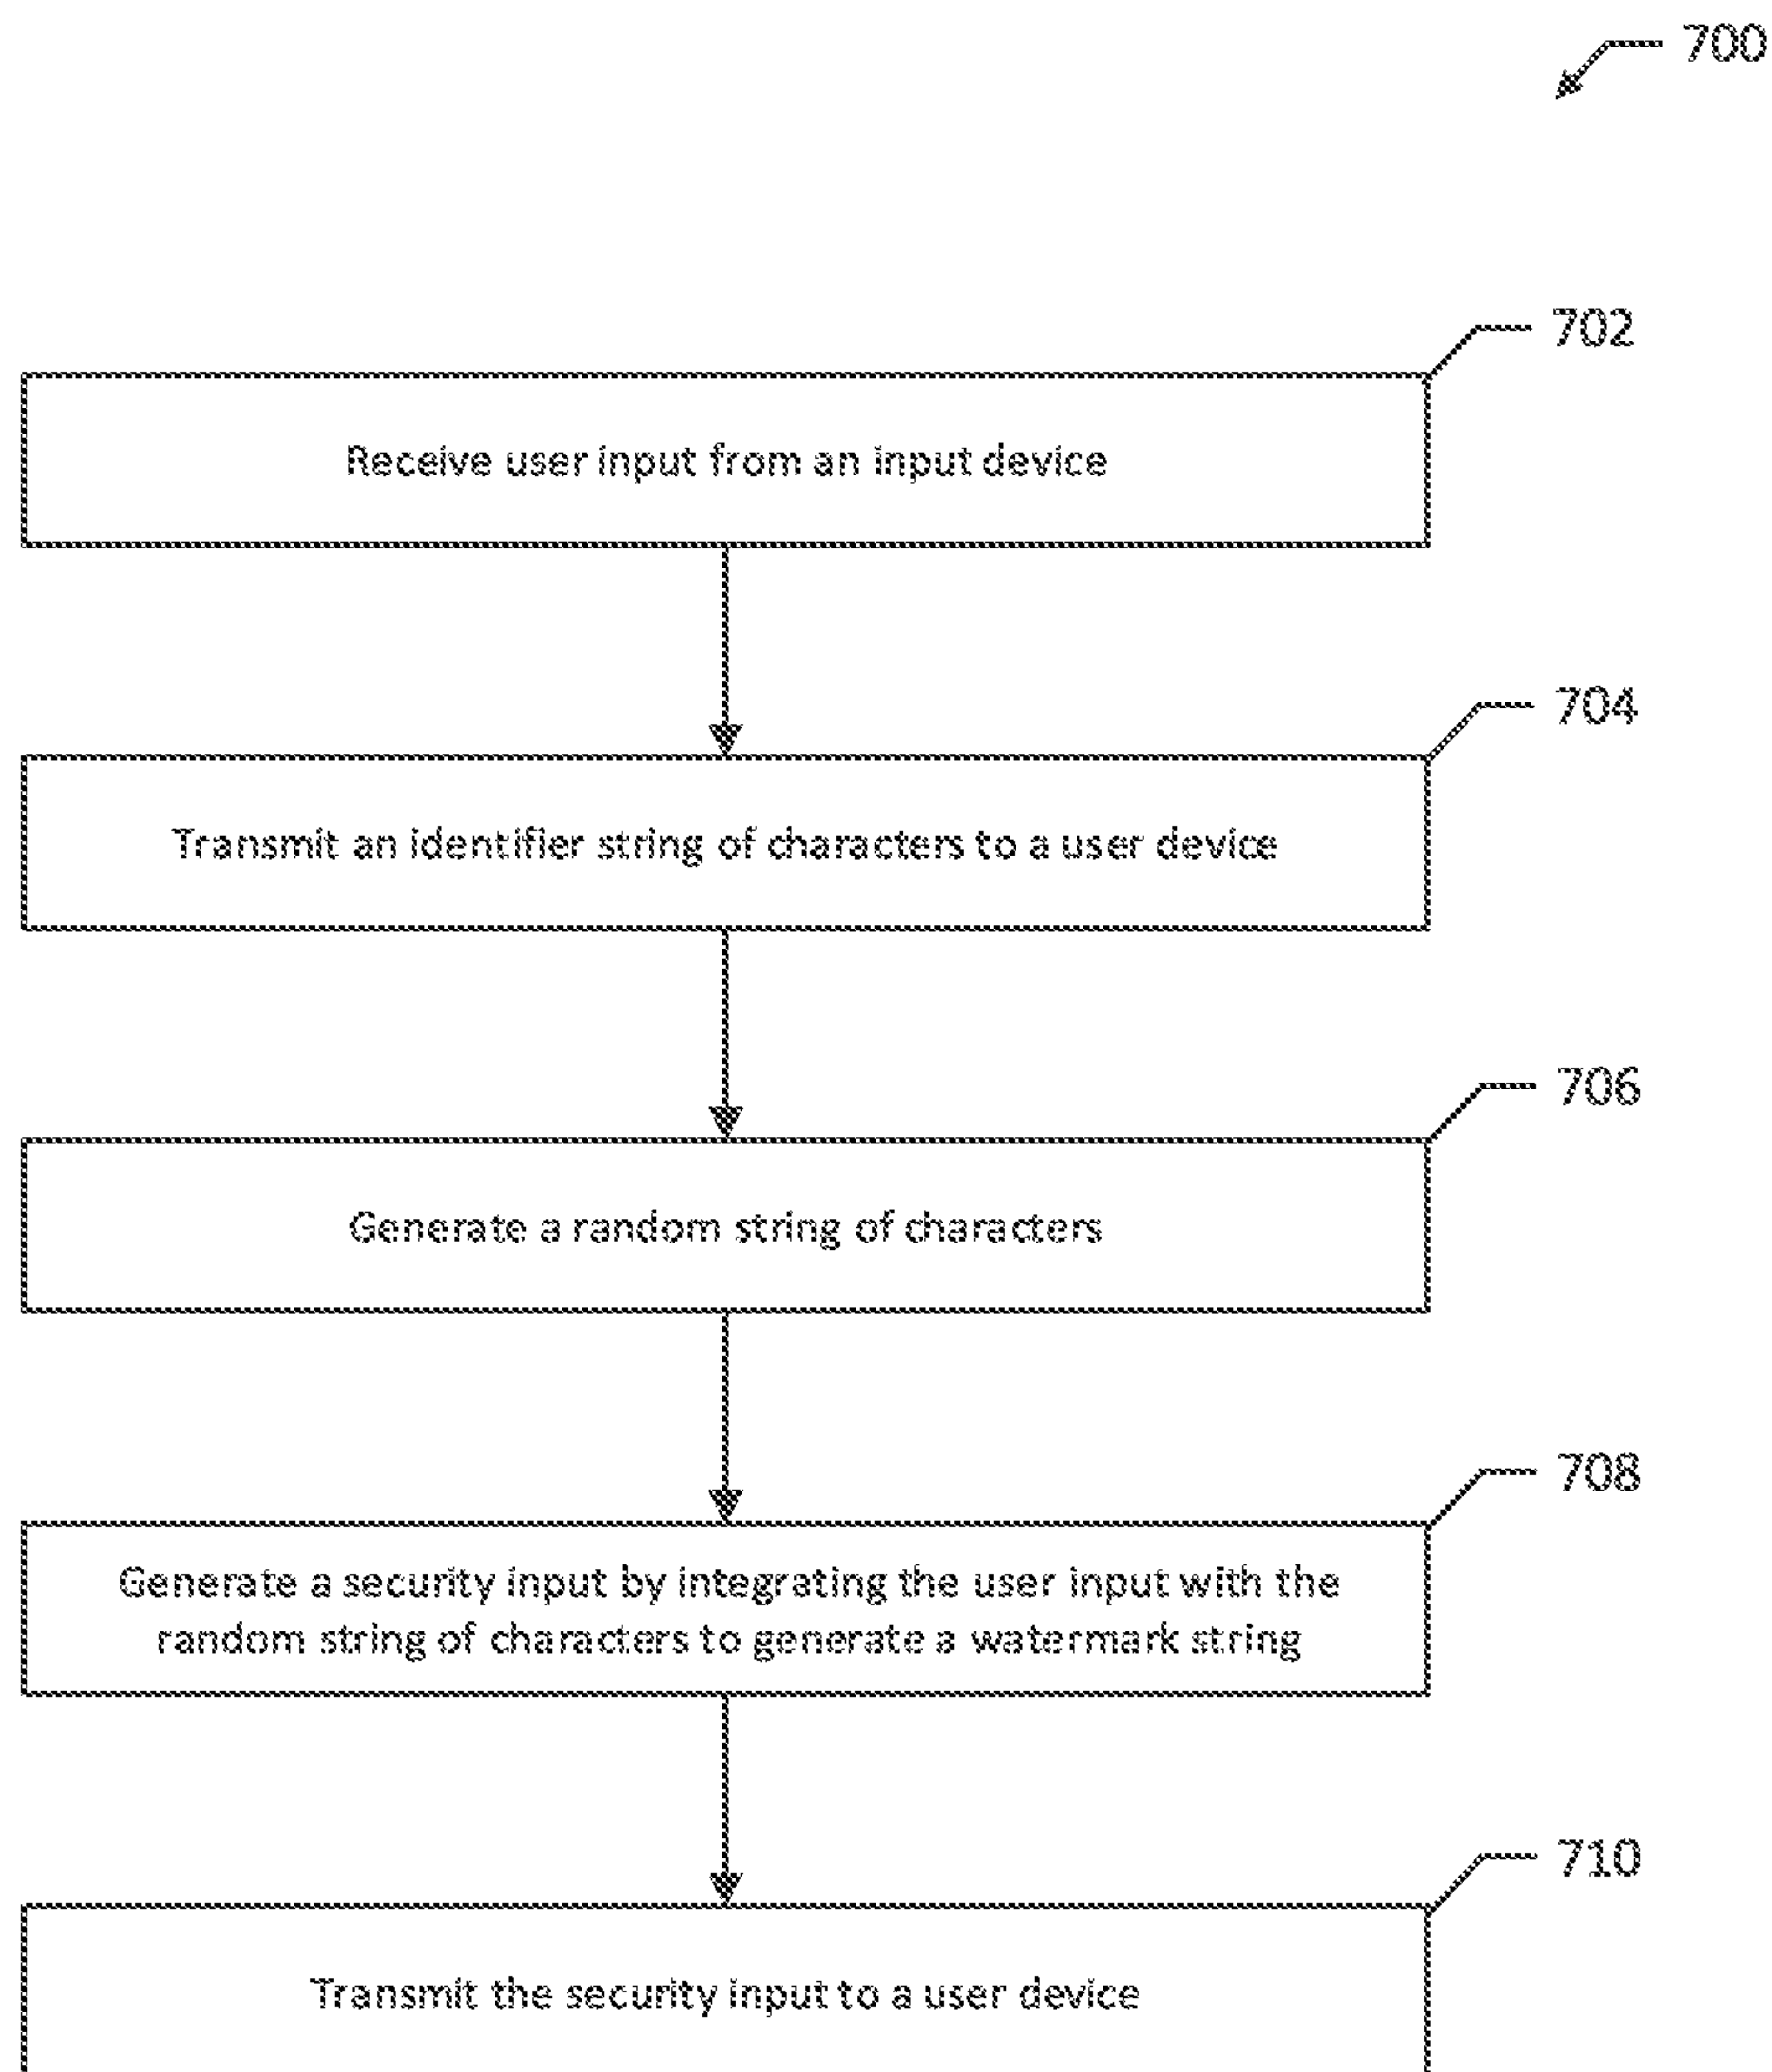 700
702
Receive user input from an input device
704
Transmit an identifier string of characters to a user device
706
Generate a random string of characters
708
Generate a security input by integrating the user input with the
random string of characters to generate a watermark string
710
Transmit the security input to a user device